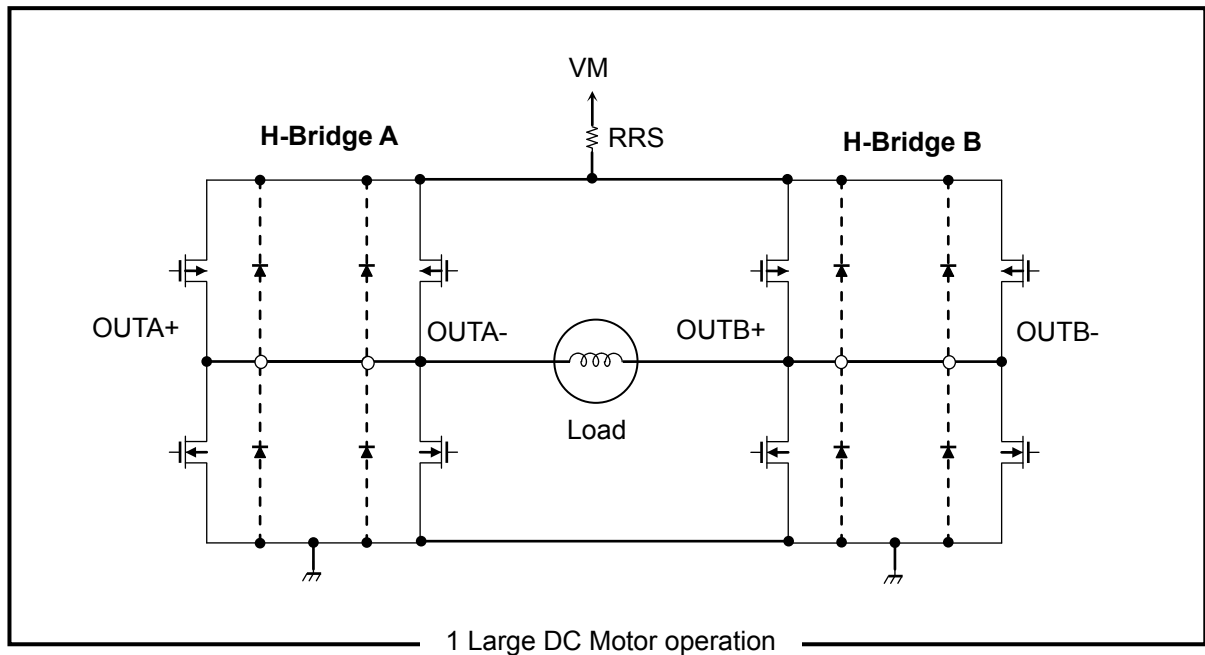 VM
RRS
H-Bridge A
H-Bridge B
OUTA+
OUTA-
OUTB+
OUTB-
Load
1 Large DC Motor operation